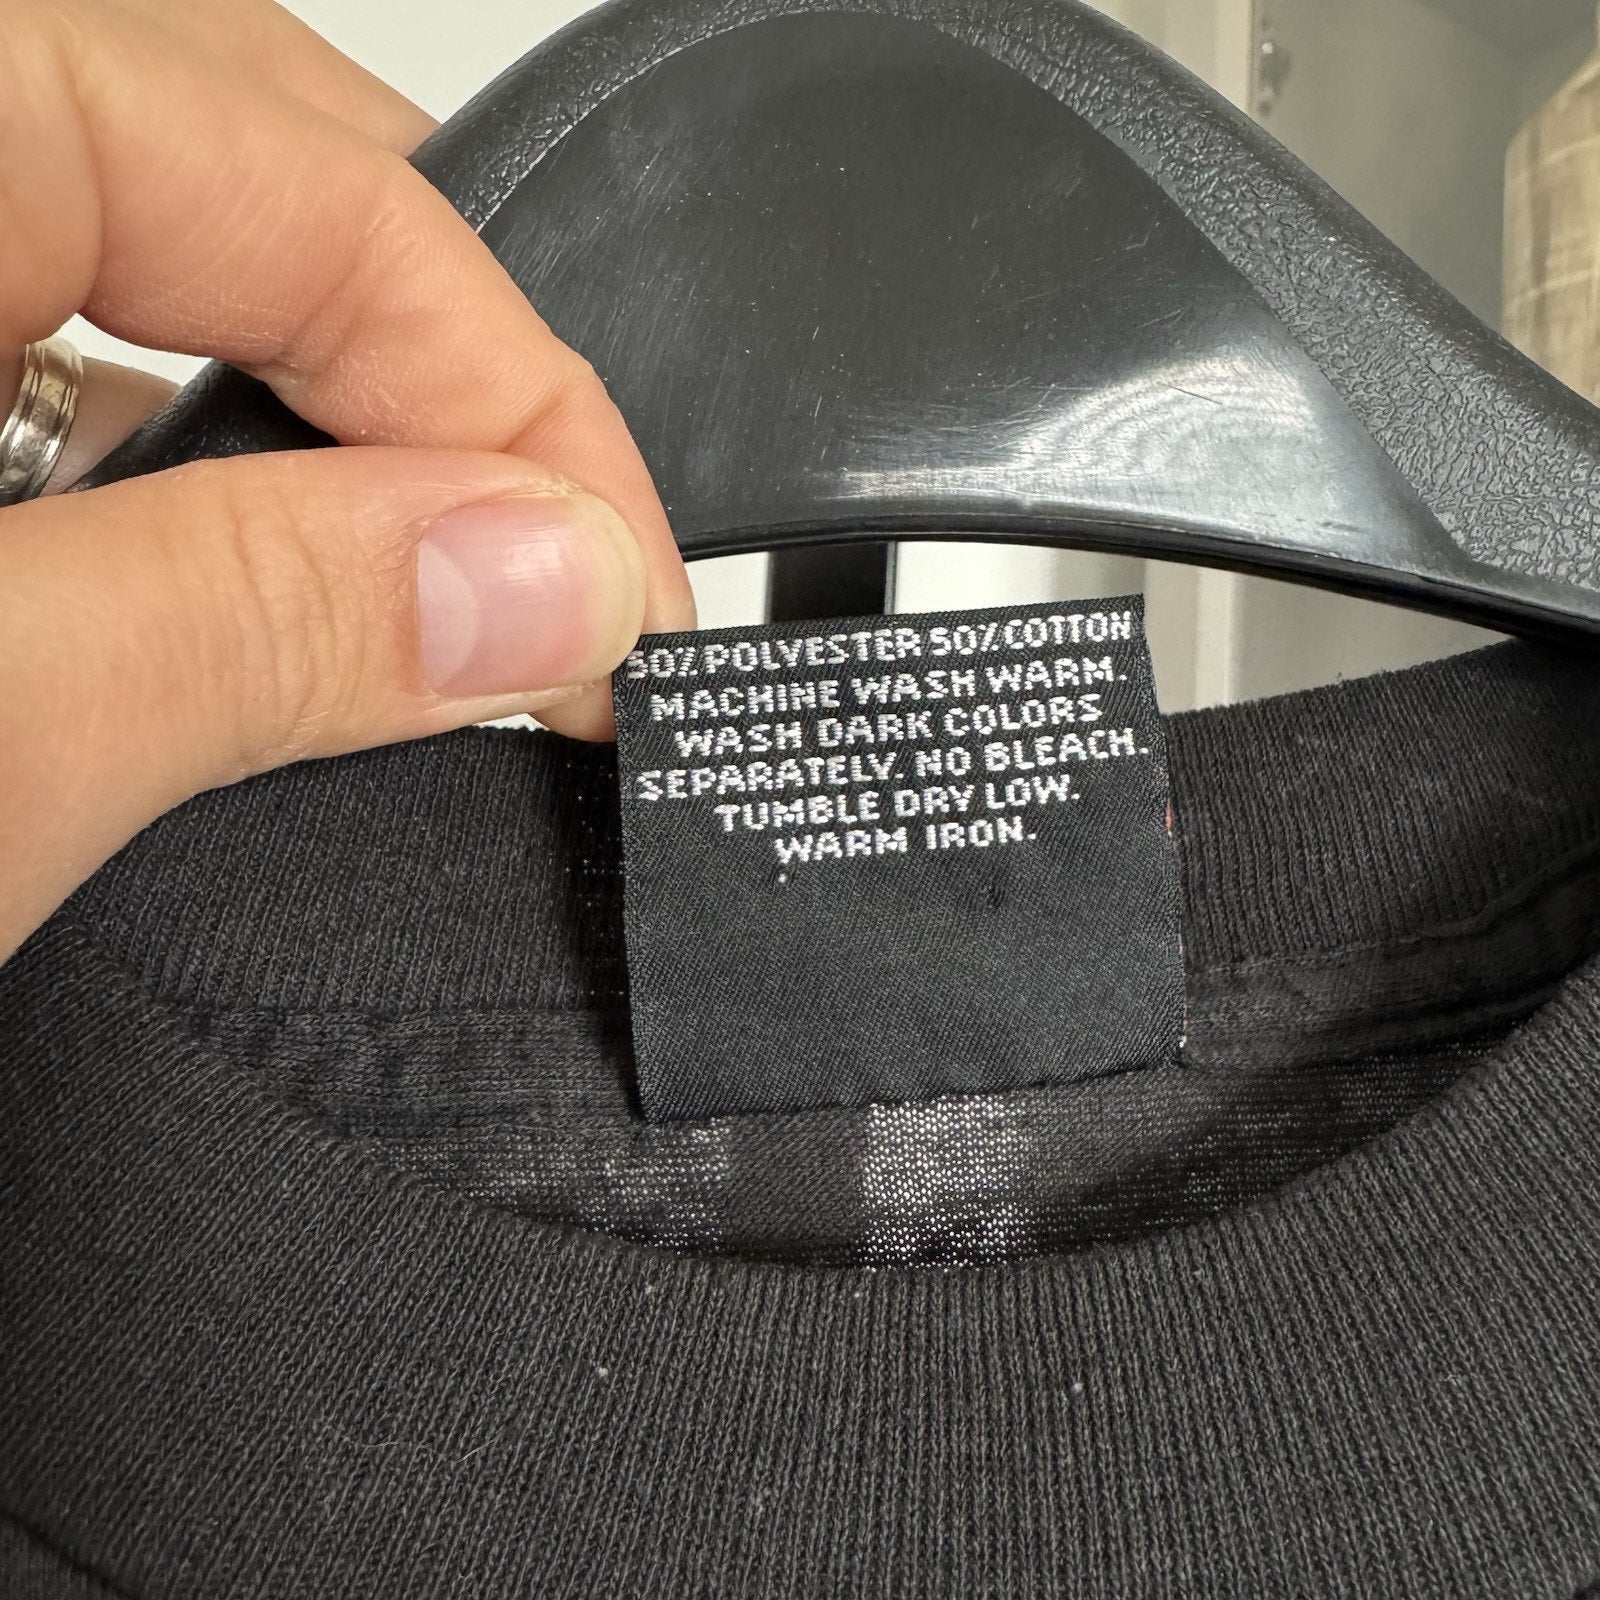 50% POLYESTER 50% COTTON
MACHINE WASH WARM.
WASH DARK COLORS
SEPARATELY. NO BLEACH.
TUMBLE DRY LOW.
WARM IRON.